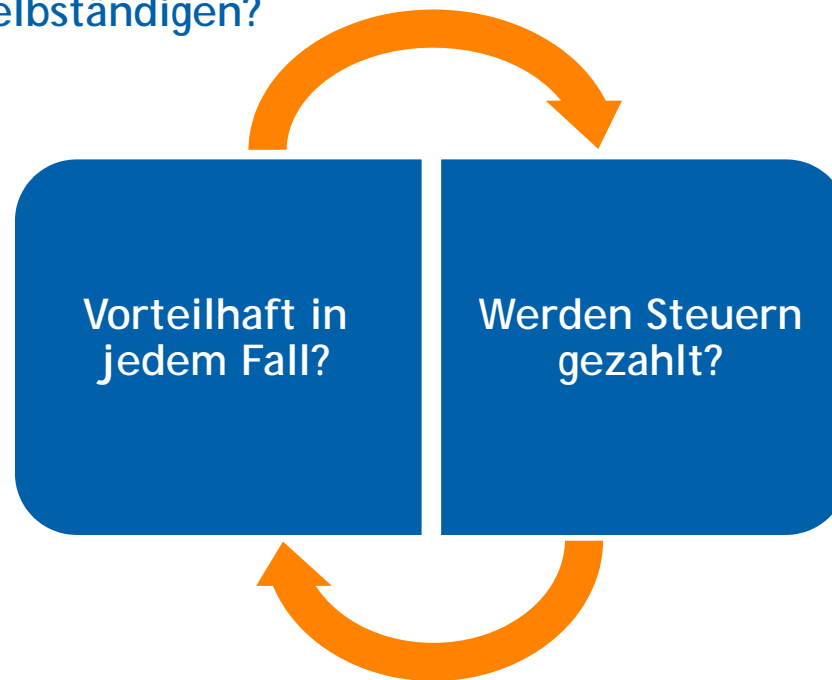 elbständigen?
Vorteilhaft in
jedem Fall?
Werden Steuern
gezahlt?